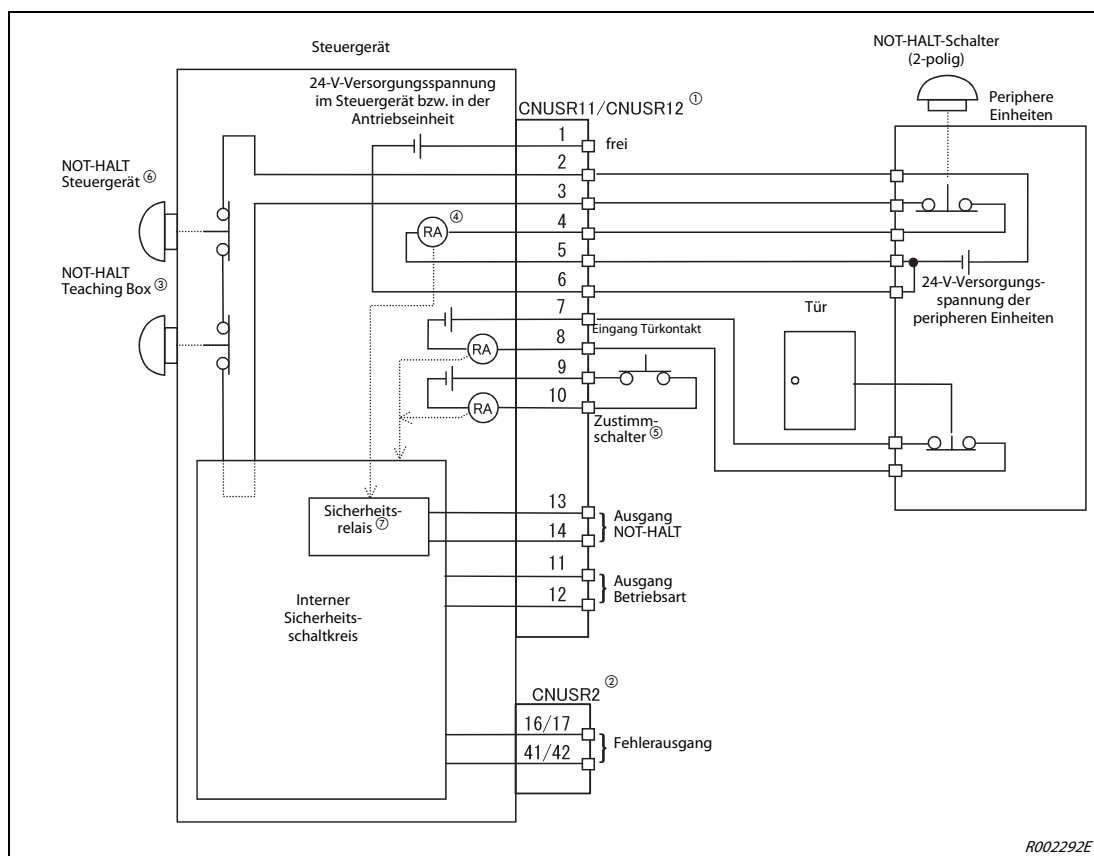 Steuergerät
NOT-HALT-Schalter
(2-polig)
24-V-Versorgungsspannung
im Steuergerät bzw. in der
Antriebseinheit
CNUSR11/CNUSR12 ①
Periphere
Einheiten
1
frei
2
3
4
5
6
7
8
9
10
NOT-HALT
Steuergerät ⑥
NOT-HALT
Teaching Box ③
RA
④
RA
RA
Eingang Türkontakt
Zustimm-
schalter ⑤
Tür
24-V-Versorgungs-
spannung der
peripheren Einheiten
Sicherheits-
relais ⑦
13
14
Ausgang
NOT-HALT
11
12
Ausgang
Betriebsart
Interner
Sicherheits-
schaltkreis
CNUSR2 ②
16/17
41/42
Fehlerausgang
R002292E